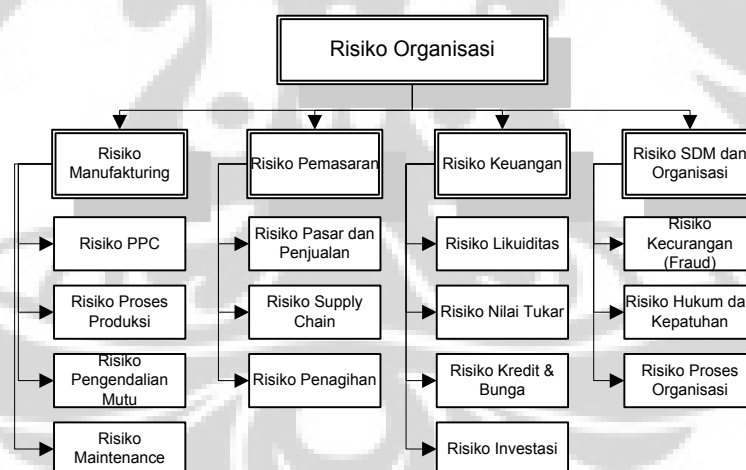 Risiko Organisasi
Risiko
Manufakturing
Risiko Pemasaran
Risiko Keuangan
Risiko SDM dan
Organisasi
Risiko PPC
Risiko Pasar dan
Penjualan
Risiko Likuiditas
Risiko
Kecurangan
(Fraud)
Risiko Proses
Produksi
Risiko Supply
Chain
Risiko Nilai Tukar
Risiko Hukum da
Kepatuhan
Risiko
Pengendalian
Mutu
Risiko Penagihan
Risiko Kredit &
Bunga
Risiko Proses
Organisasi
Risiko
Maintenance
Risiko Investasi